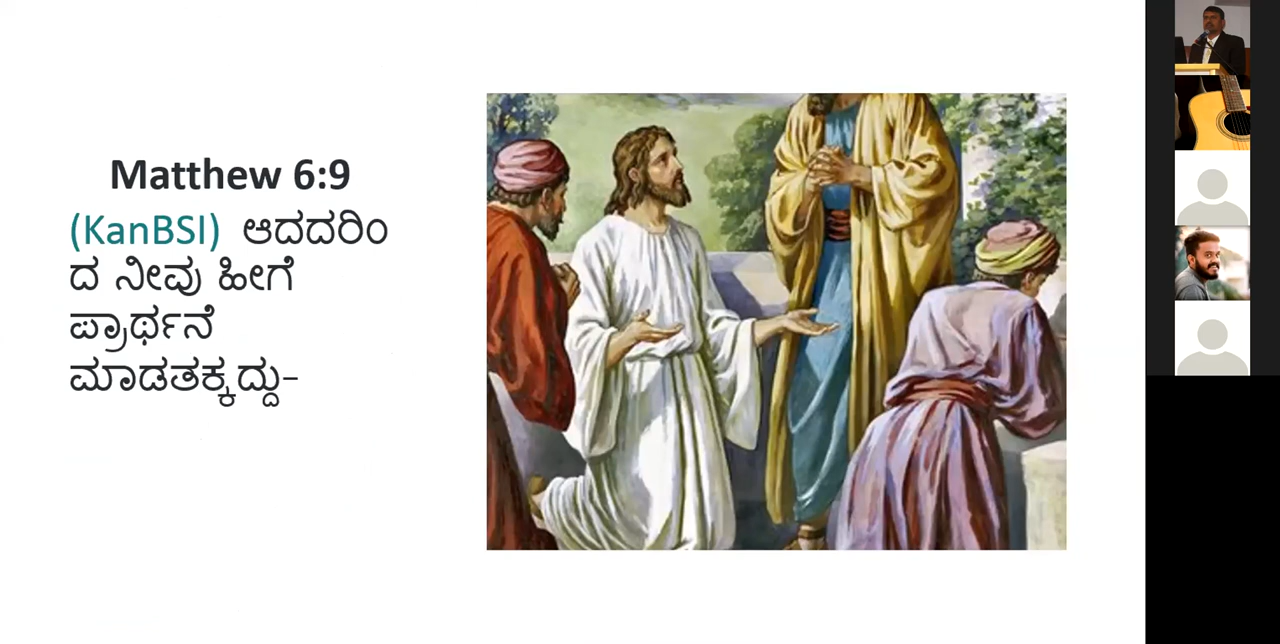 Matthew 6:9
(KanBSI) ಆದದರಿಂ
ದ ನೀವು ಹೀಗೆ
ಪ್ರಾರ್ಥನೆ
ಮಾಡತಕ್ಕದ್ದು-